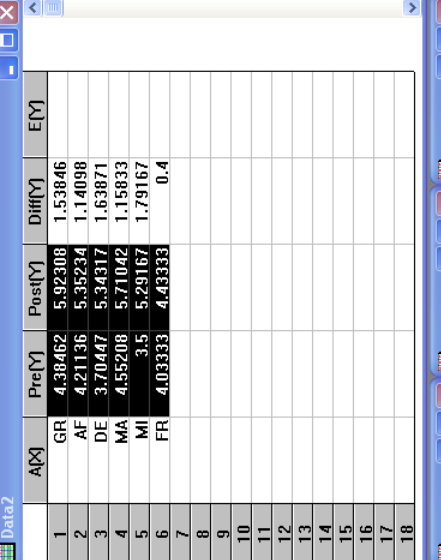 Data2
A[X] Pre[Y] Post[Y] Diff[Y] E[Y]
1 GR 4.38462 5.92308 1.53846
2 AF 4.21136 5.35234 1.14098
3 DE 3.70447 5.34317 1.63871
4 MA 4.55208 5.71042 1.15833
5 MI 3.5 5.29167 1.79167
6 FR 4.03333 4.43333 0.4
7
8
9
10
11
12
13
14
15
16
17
18